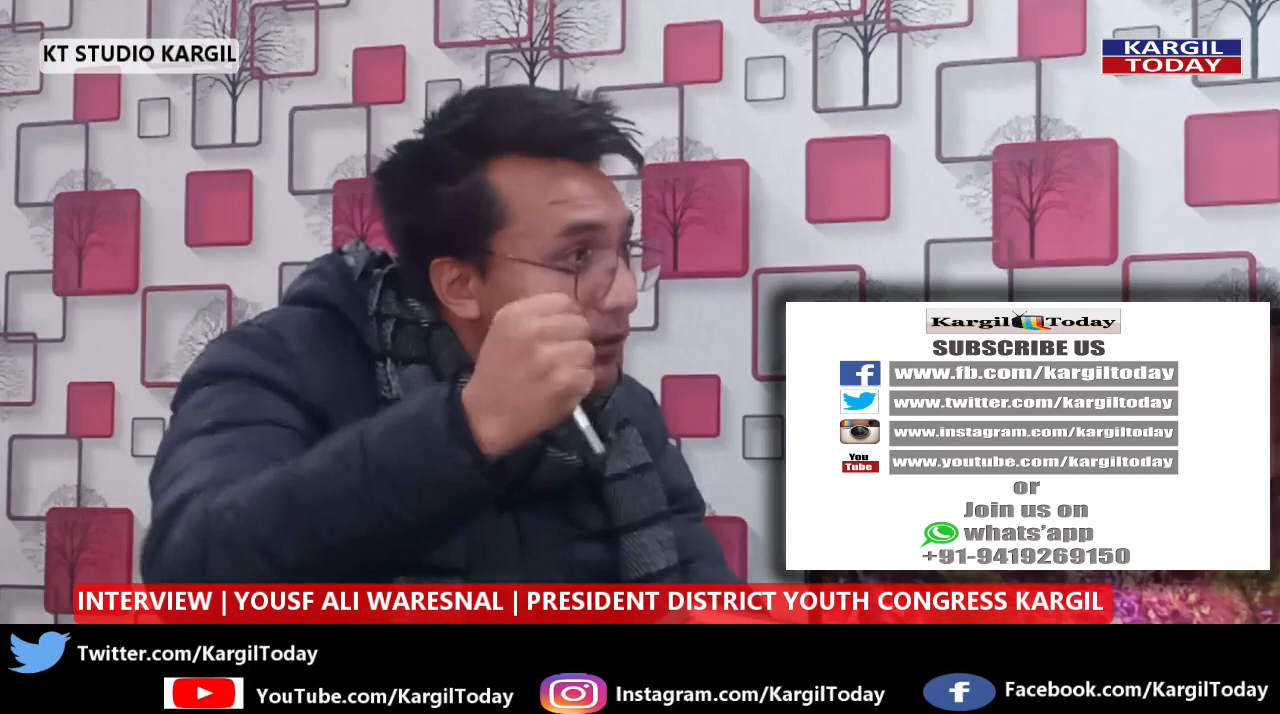 KT STUDIO KARGIL
KARGIL
TODAY
Kargil Today
SUBSCRIBE US
f www.fb.com/kargiltoday
www.twitter.com/kargiltoday
www.instagram.com/kargiltoday
You
Tube
www.youtube.com/kargiltoday
or
Join us on
whats'app
+91-9419269150
INTERVIEW | YOUSF ALI WARESNAL | PRESIDENT DISTRICT YOUTH CONGRESS KARGIL
Twitter.com/KargilToday
YouTube.com/KargilToday
Instagram.com/KargilToday
f Facebook.com/KargilToday